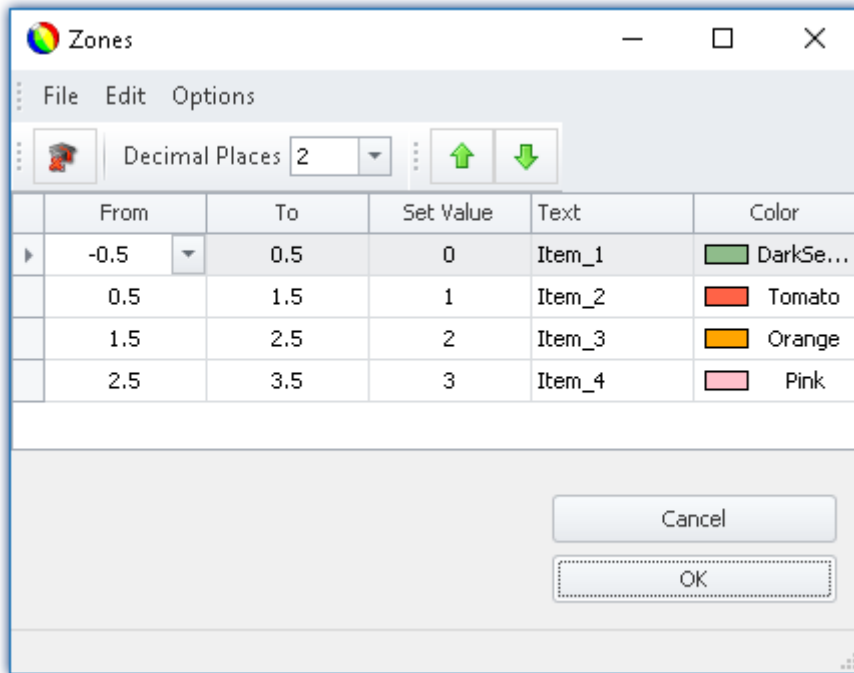 Zones
File Edit Options
Decimal Places 2
From To Set Value Text Color
-0.5 0.5 0 Item_1 DarkSe...
0.5 1.5 1 Item_2 Tomato
1.5 2.5 2 Item_3 Orange
2.5 3.5 3 Item_4 Pink
Cancel
OK